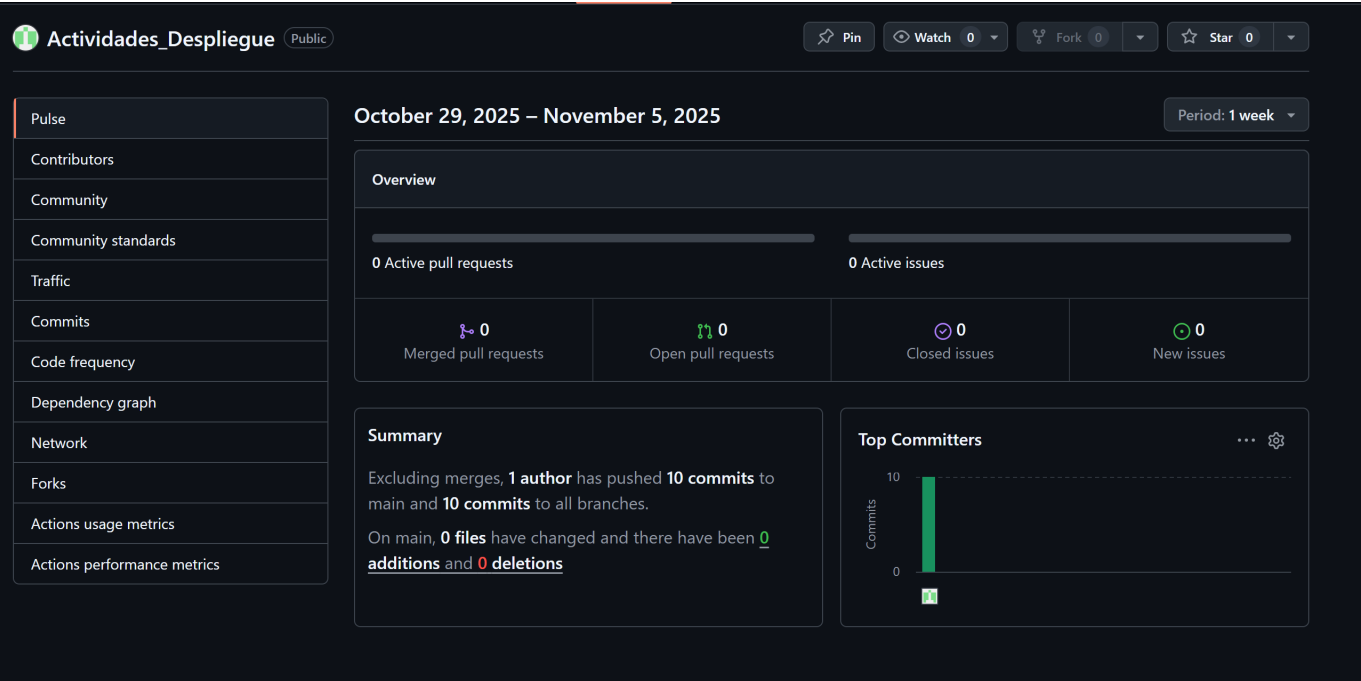 Actividades_Despliegue Public
Pin
Watch 0
Fork 0
Star 0
Pulse
Contributors
Community
Community standards
Traffic
Commits
Code frequency
Dependency graph
Network
Forks
Actions usage metrics
Actions performance metrics
October 29, 2025 – November 5, 2025
Period: 1 week
Overview
0 Active pull requests
0 Active issues
0
Merged pull requests
0
Open pull requests
0
Closed issues
0
New issues
Summary
Excluding merges, 1 author has pushed 10 commits to
main and 10 commits to all branches.
On main, 0 files have changed and there have been 0
additions and 0 deletions
Top Committers
10
Commits
0